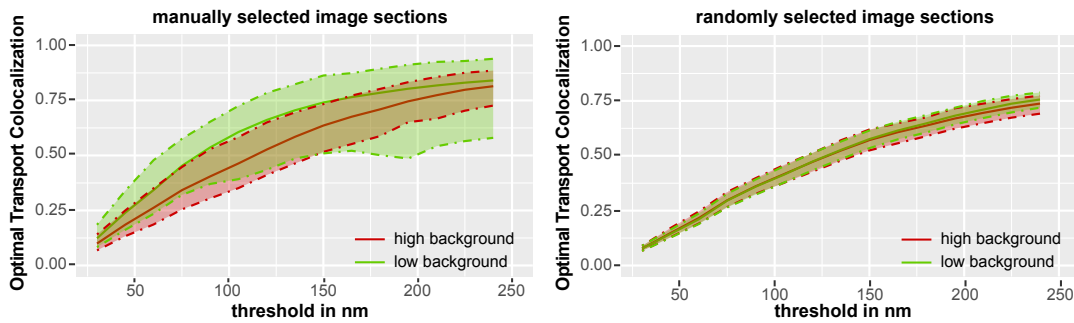 manually selected image sections
Optimal Transport Colocalization
1.00
0.75
0.50
0.25
0.00
high background
low background
50
100
150
200
250
threshold in nm
randomly selected image sections
Optimal Transport Colocalization
1.00
0.75
0.50
0.25
0.00
high background
low background
50
100
150
200
250
threshold in nm